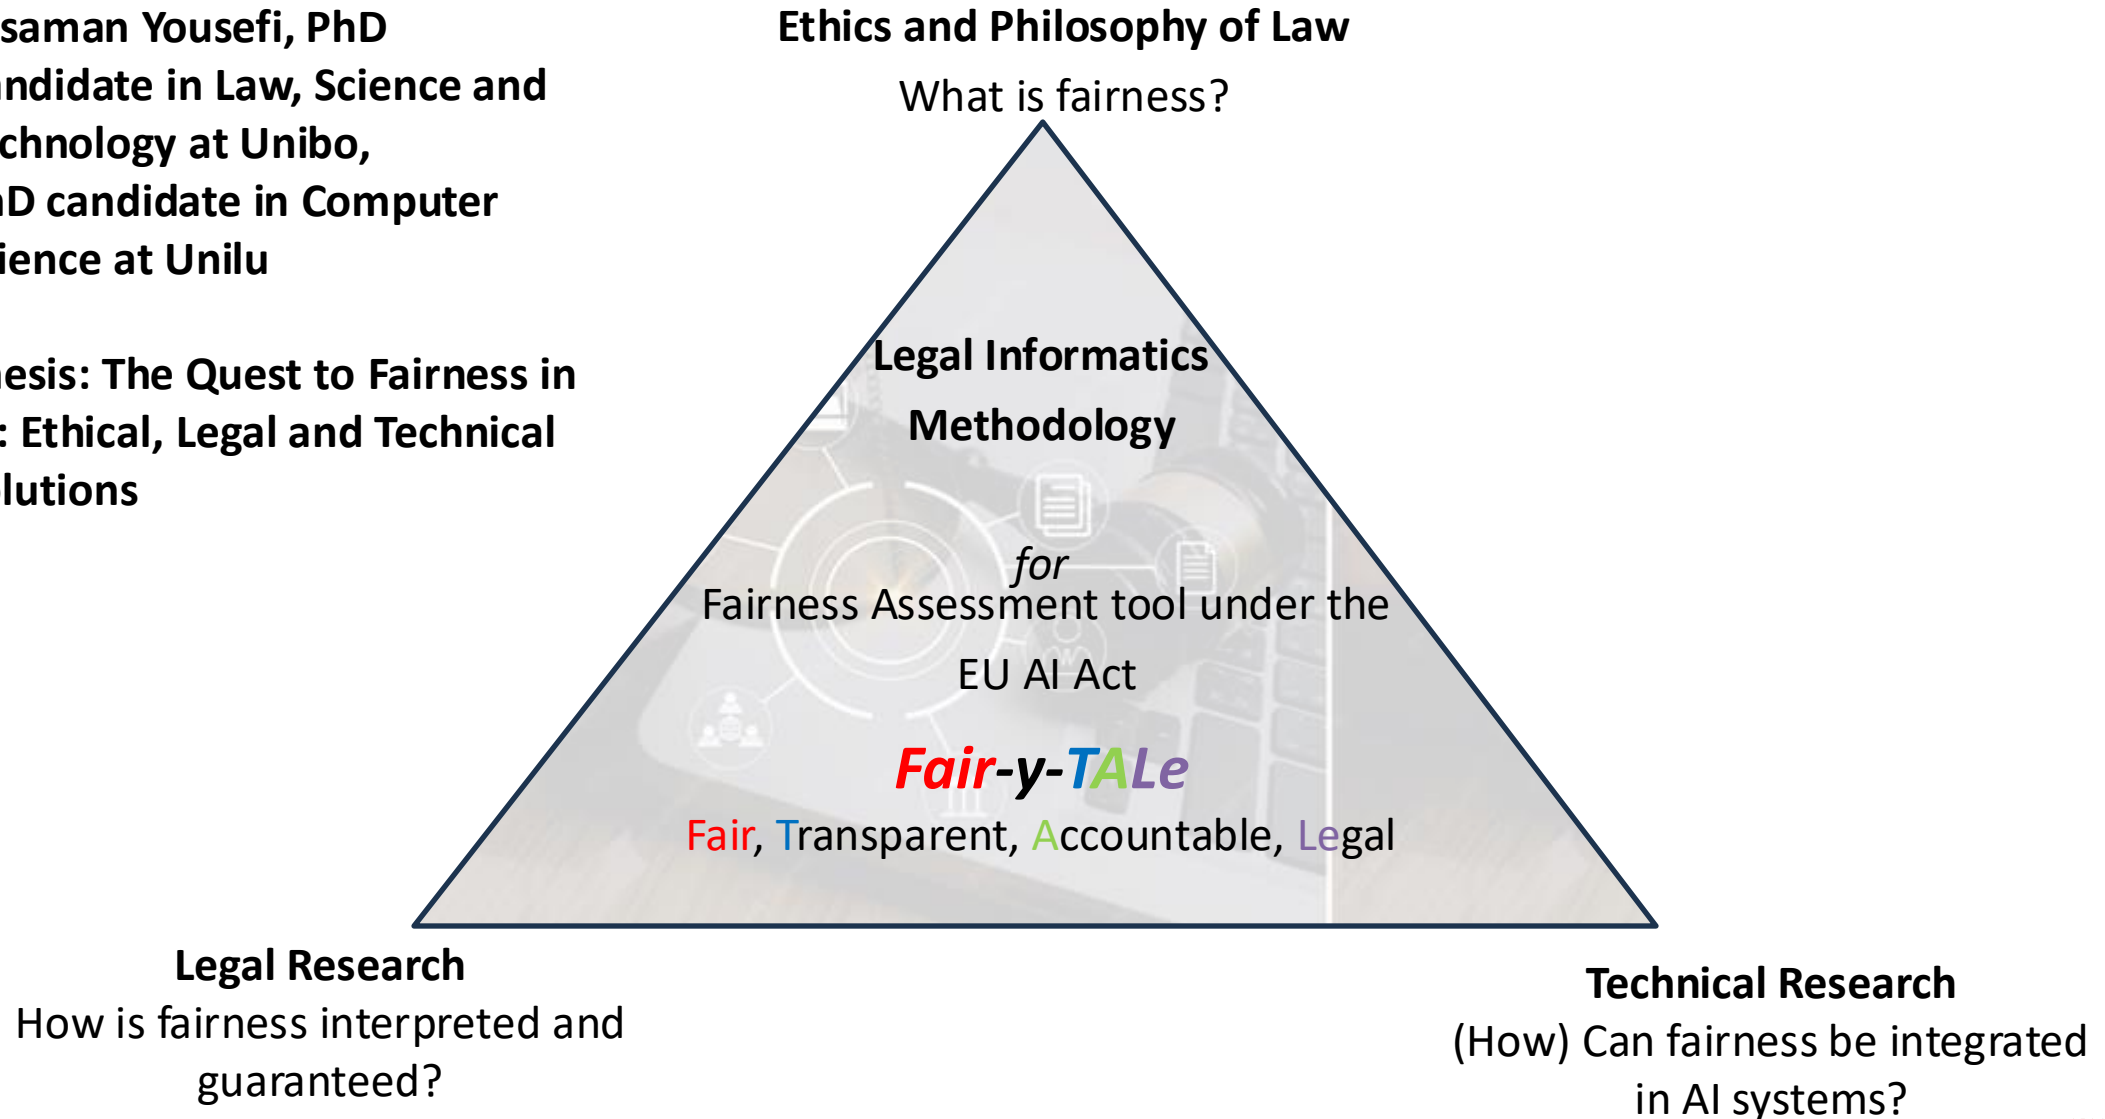 saman Yousefi, PhD
andidate in Law, Science and
chnology at Unibo,
D candidate in Computer
ience at Unilu
esis: The Quest to Fairness in
: Ethical, Legal and Technical
lutions
Ethics and Philosophy of Law
What is fairness?
Legal Informatics
Methodology
for
Fairness Assessment tool under the
EU AI Act
Fair-y-TALe
Fair, Transparent, Accountable, Legal
Legal Research
How is fairness interpreted and
guaranteed?
Technical Research
(How) Can fairness be integrated
in AI systems?